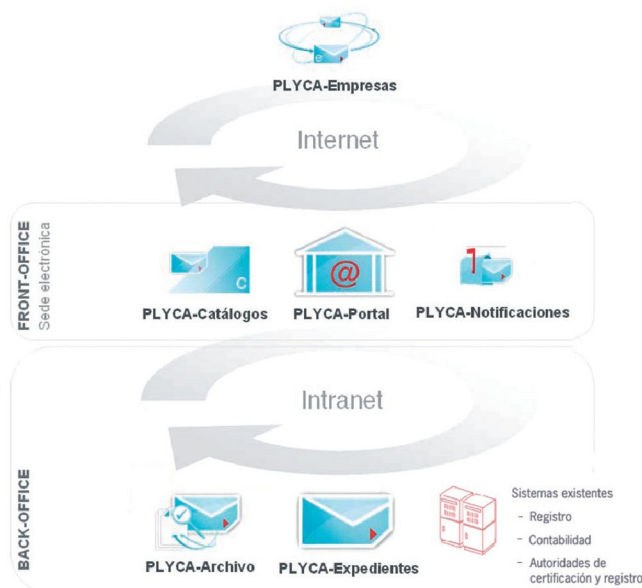 PLYCA-Empresas
Internet
FRONT-OFFICE
Sede electrónica
C
@
PLYCA-Catálogos
PLYCA-Portal
PLYCA-Notificaciones
Intranet
BACK-OFFICE
PLYCA-Archivo
PLYCA-Expedientes
Sistemas existentes
- Registro
- Contabilidad
- Autoridades de
certificación y registro